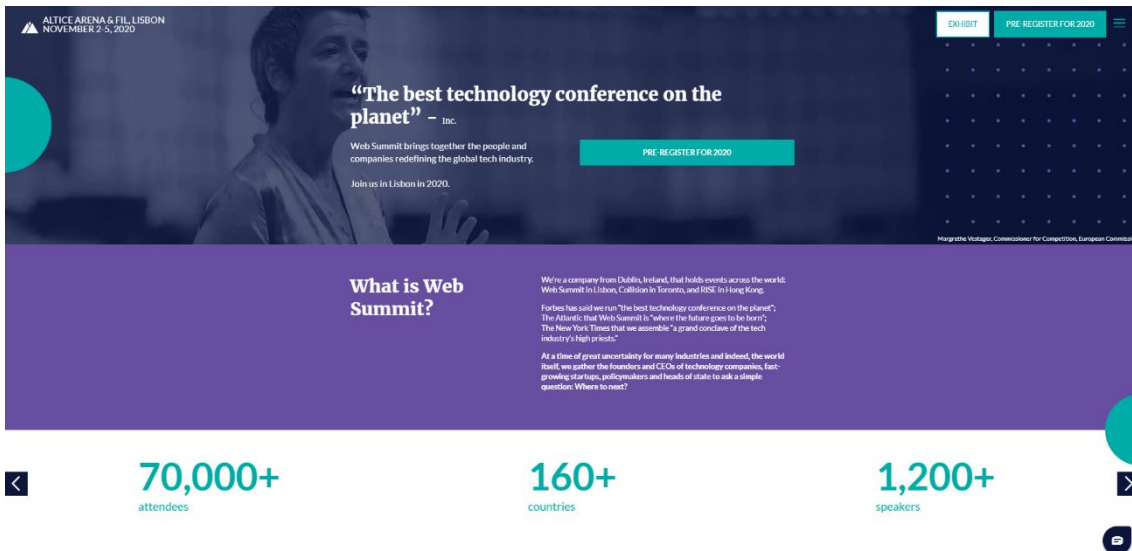 ALTICE ARENA & FIL, LISBON
NOVEMBER 2-5, 2020
EXHIBIT
PRE-REGISTER FOR 2020
“The best technology conference on the
planet” - Inc.
Web Summit brings together the people and
companies redefining the global tech industry.
PRE-REGISTER FOR 2020
Join us in Lisbon in 2020.
Margrethe Vestager, Commissioner for Competition, European Commissi
What is Web
Summit?
We're a company from Dublin, Ireland, that holds events across the world:
Web Summit in Lisbon, Collision in Toronto, and RISE in Hong Kong.
Forbes has said we run "the best technology conference on the planet";
The Atlantic that Web Summit is "where the future goes to be born";
The New York Times that we assemble "a grand conclave of the tech
industry's high priests."
At a time of great uncertainty for many industries and indeed, the world
itself, we gather the founders and CEOs of technology companies, fast-
growing startups, policymakers and heads of state to ask a simple
question: Where to next?
70,000+
attendees
160+
countries
1,200+
speakers